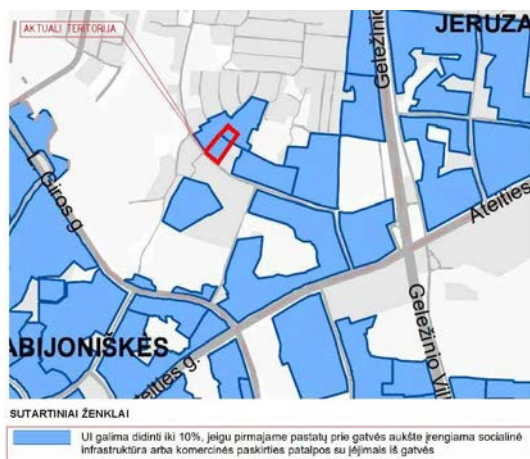 AKTUALI TERITORIJA
JERUZA
Geležinio
Giros g.
Ateities
Geležinio Vil
ABIJONIŠKĖS
Ateities g.
SUTARTINIAI ŽENKLAI
UI galima didinti iki 10%, jeigu pirmajame pastatų prie gatvės aukšte įrengiama socialinė
infrastruktūra arba komercinės paskirties patalpos su įėjimais iš gatvės